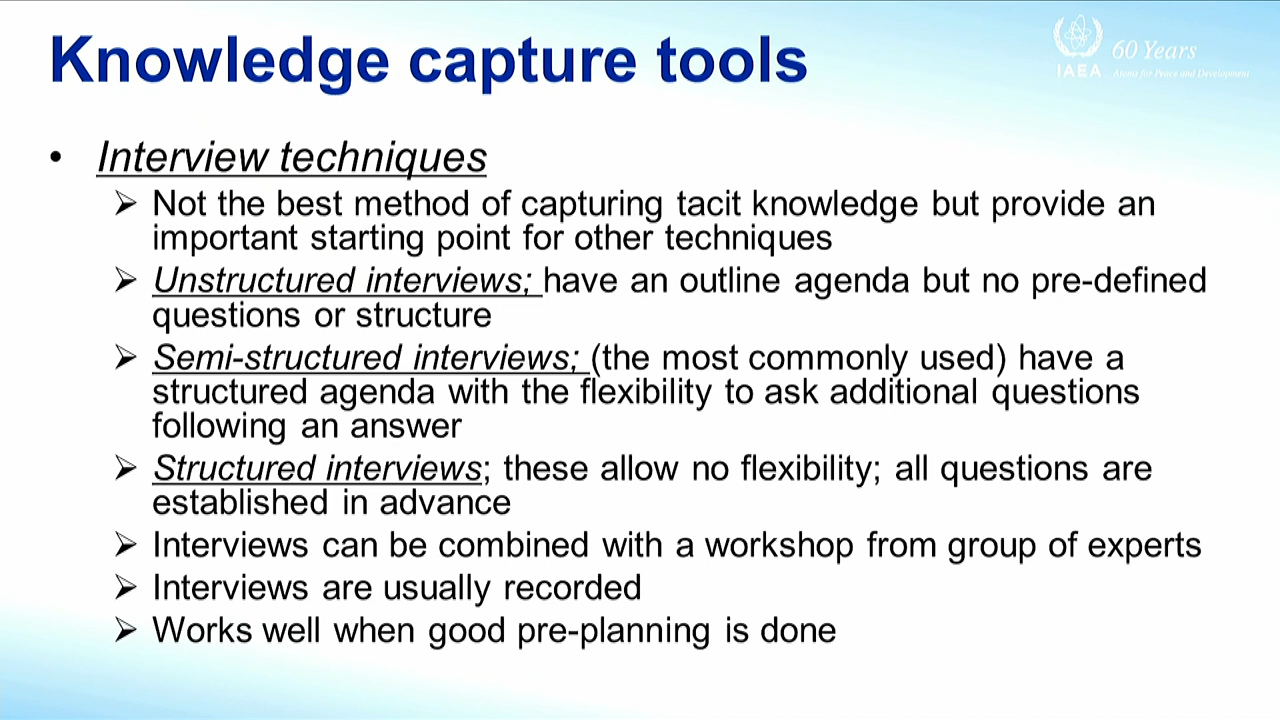 Knowledge capture tools
60 Years
IAEA Atoms for Peace and Development
• Interview techniques
➢ Not the best method of capturing tacit knowledge but provide an
important starting point for other techniques
➢ Unstructured interviews; have an outline agenda but no pre-defined
questions or structure
➢ Semi-structured interviews; (the most commonly used) have a
structured agenda with the flexibility to ask additional questions
following an answer
➢ Structured interviews; these allow no flexibility; all questions are
established in advance
➢ Interviews can be combined with a workshop from group of experts
➢ Interviews are usually recorded
➢ Works well when good pre-planning is done